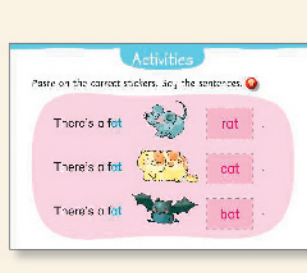 Activities
Paste on the correct stickers. Say the sentences.
There's a fat rat .
There's a fat cat .
There's a fat bat .